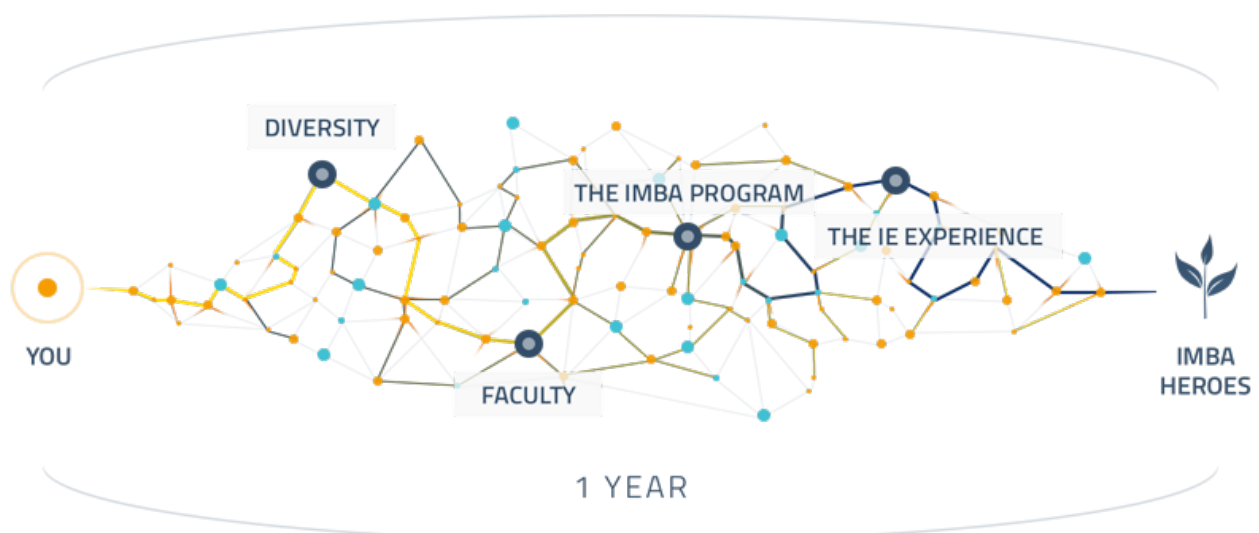 DIVERSITY
THE IMBA PROGRAM
THE IE EXPERIENCE
YOU
IMBA
HEROES
FACULTY
1 YEAR